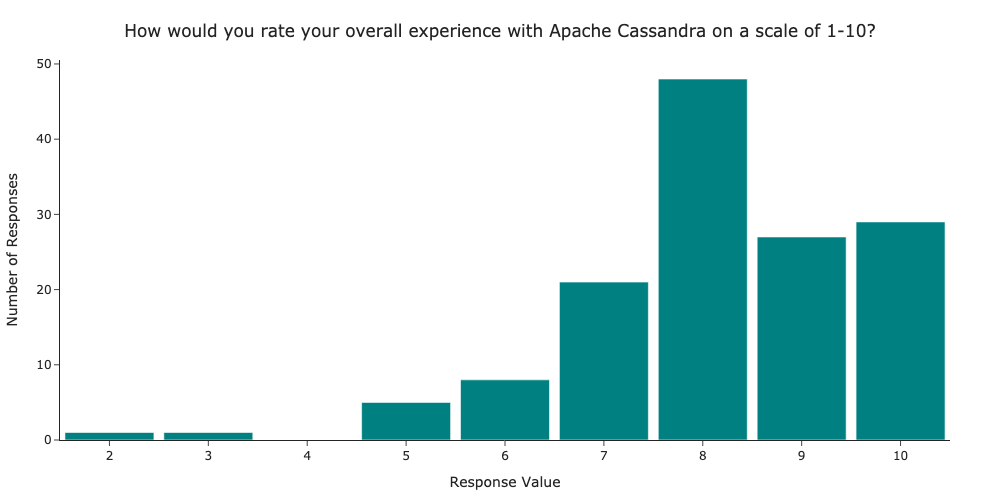 How would you rate your overall experience with Apache Cassandra on a scale of 1-10?
50
40
30
20
10
0
Number of Responses
2 3 4 5 6 7 8 9 10
Response Value